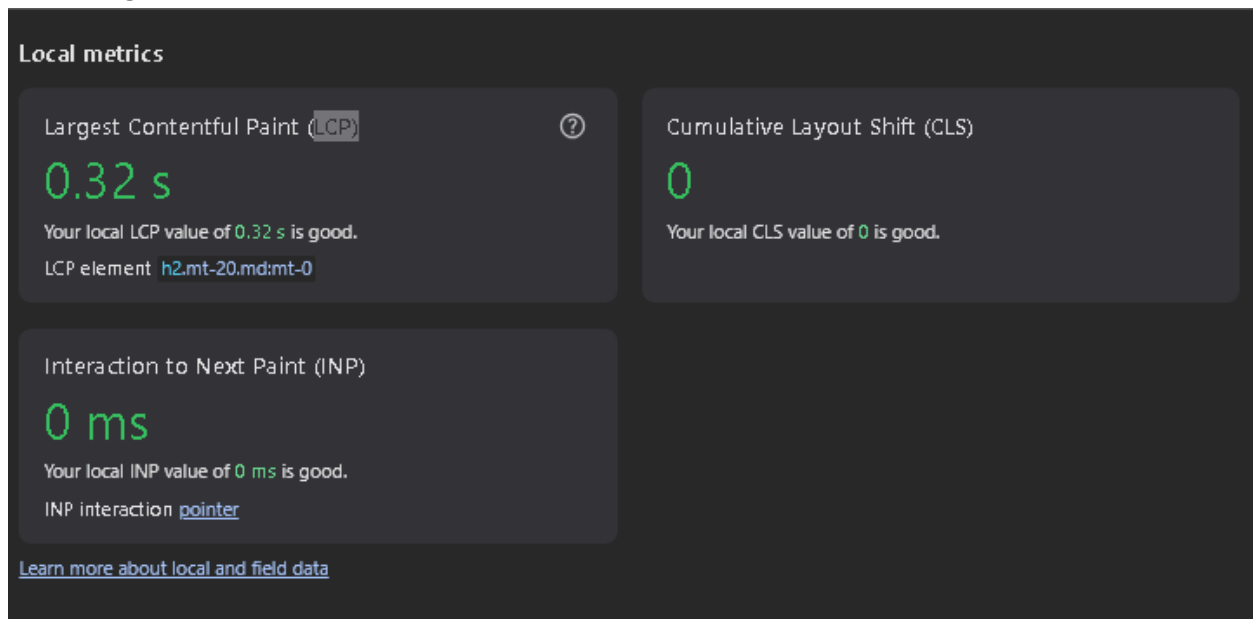 Local metrics
Largest Contentful Paint (LCP)
0.32 s
Your local LCP value of 0.32 s is good.
LCP element h2.mt-20.md:mt-0
Cumulative Layout Shift (CLS)
0
Your local CLS value of 0 is good.
Interaction to Next Paint (INP)
0 ms
Your local INP value of 0 ms is good.
INP interaction pointer
Learn more about local and field data